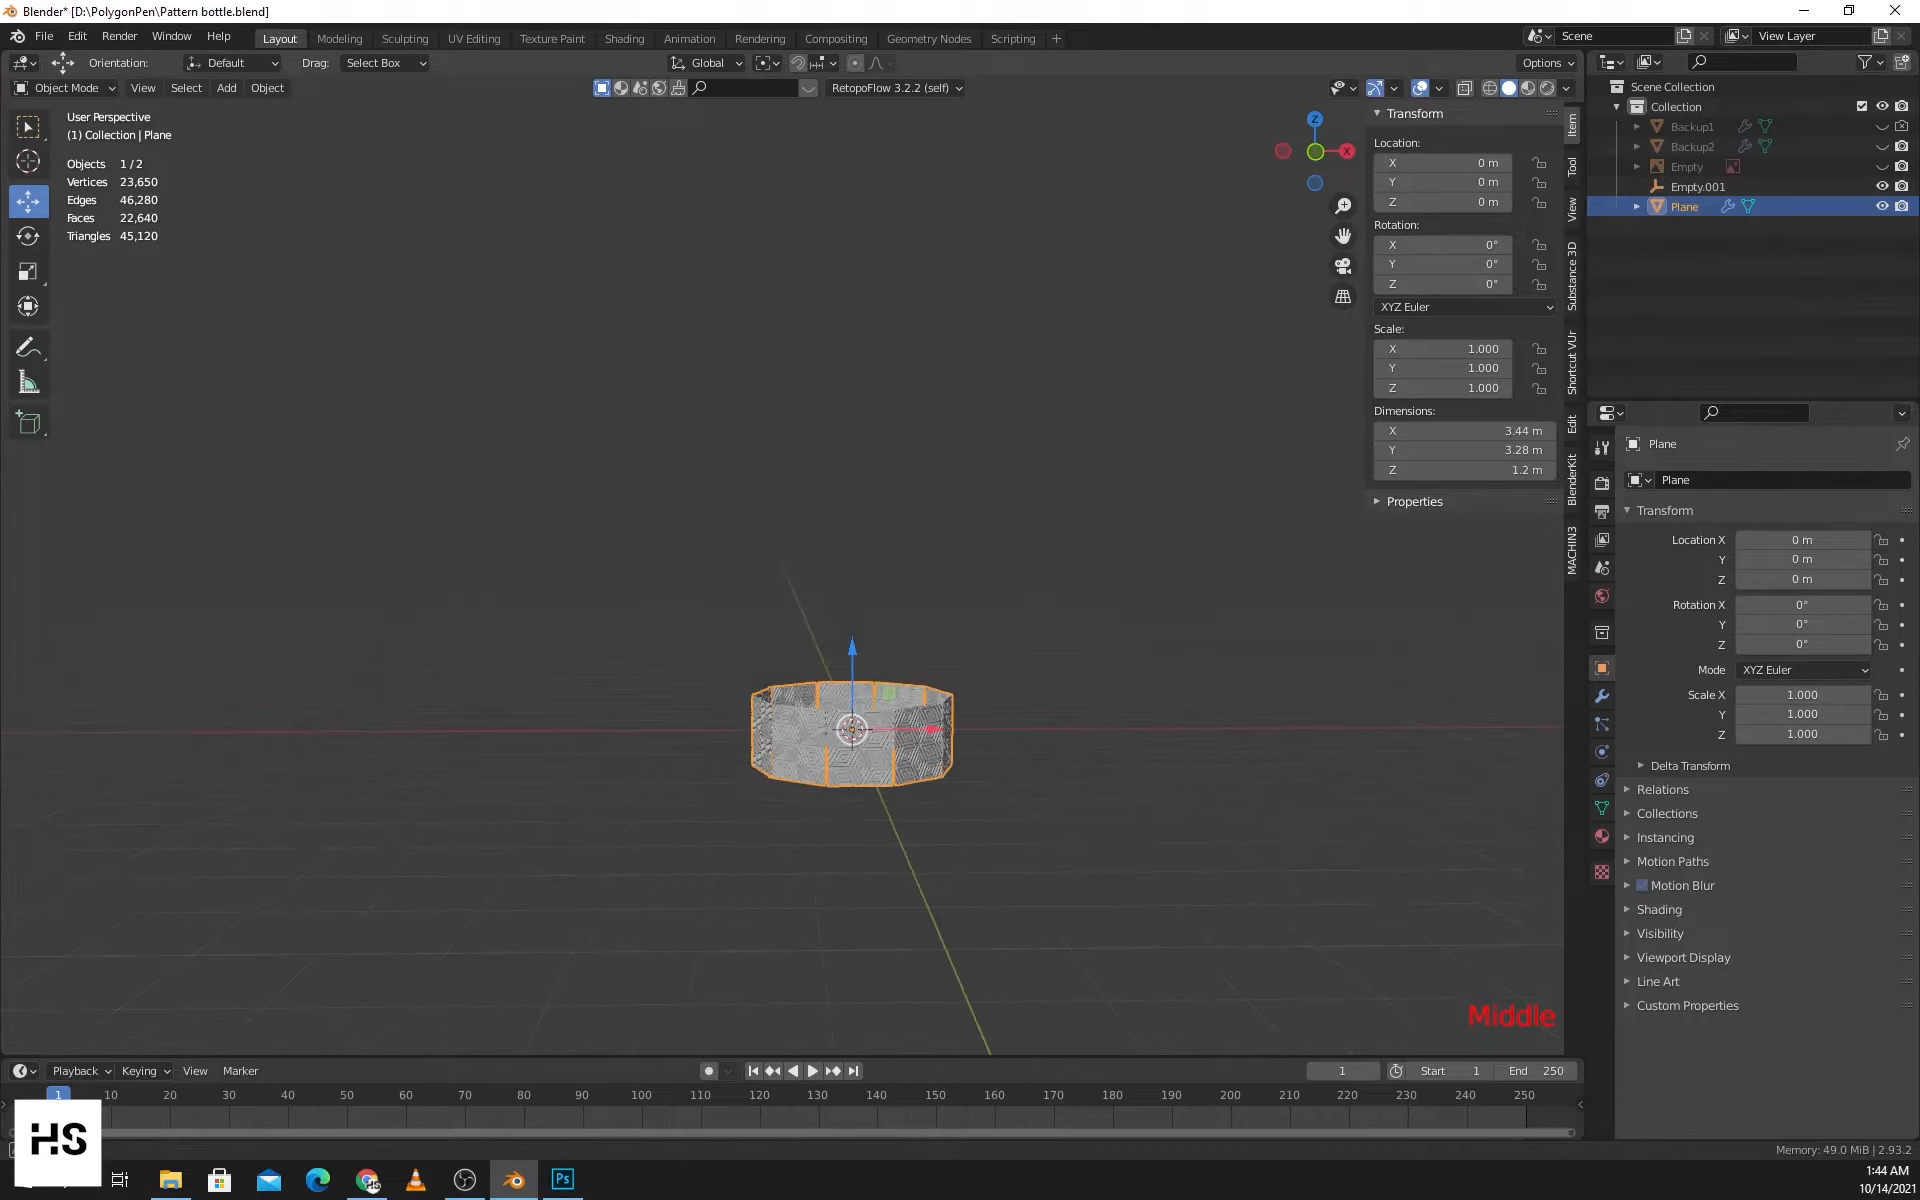 Blender* [D:\PolygonPen\Pattern bottle.blend]
File Edit Render Window Help Layout Modeling Sculpting UV Editing Texture Paint Shading Animation Rendering Compositing Geometry Nodes Scripting + Scene View Layer
Orientation: Default Drag: Select Box Global Options
Object Mode View Select Add Object RetopoFlow 3.2.2 (self)
User Perspective
(1) Collection | Plane
Objects 1 / 2
Vertices 23,650
Edges 46,280
Faces 22,640
Triangles 45,120
Z
X
Transform
Location:
X 0 m
Y 0 m
Z 0 m
Rotation:
X 0°
Y 0°
Z 0°
XYZ Euler
Scale:
X 1.000
Y 1.000
Z 1.000
Dimensions:
X 3.44 m
Y 3.28 m
Z 1.2 m
Properties
Item
Tool
View
Substance 3D
Shortcut VUr
Edit
BlenderKit
MACHIN3
Scene Collection
Collection
Backup1
Backup2
Empty
Empty.001
Plane
Plane
Plane
Transform
Location X 0 m
Y 0 m
Z 0 m
Rotation X 0°
Y 0°
Z 0°
Mode XYZ Euler
Scale X 1.000
Y 1.000
Z 1.000
Delta Transform
Relations
Collections
Instancing
Motion Paths
Motion Blur
Shading
Visibility
Viewport Display
Line Art
Custom Properties
Middle
Playback Keying View Marker 1 Start 1 End 250
1 10 20 30 40 50 60 70 80 90 100 110 120 130 140 150 160 170 180 190 200 210 220 230 240 250
HS
Memory: 49.0 MiB | 2.93.2
Ps
1:44 AM
10/14/2021